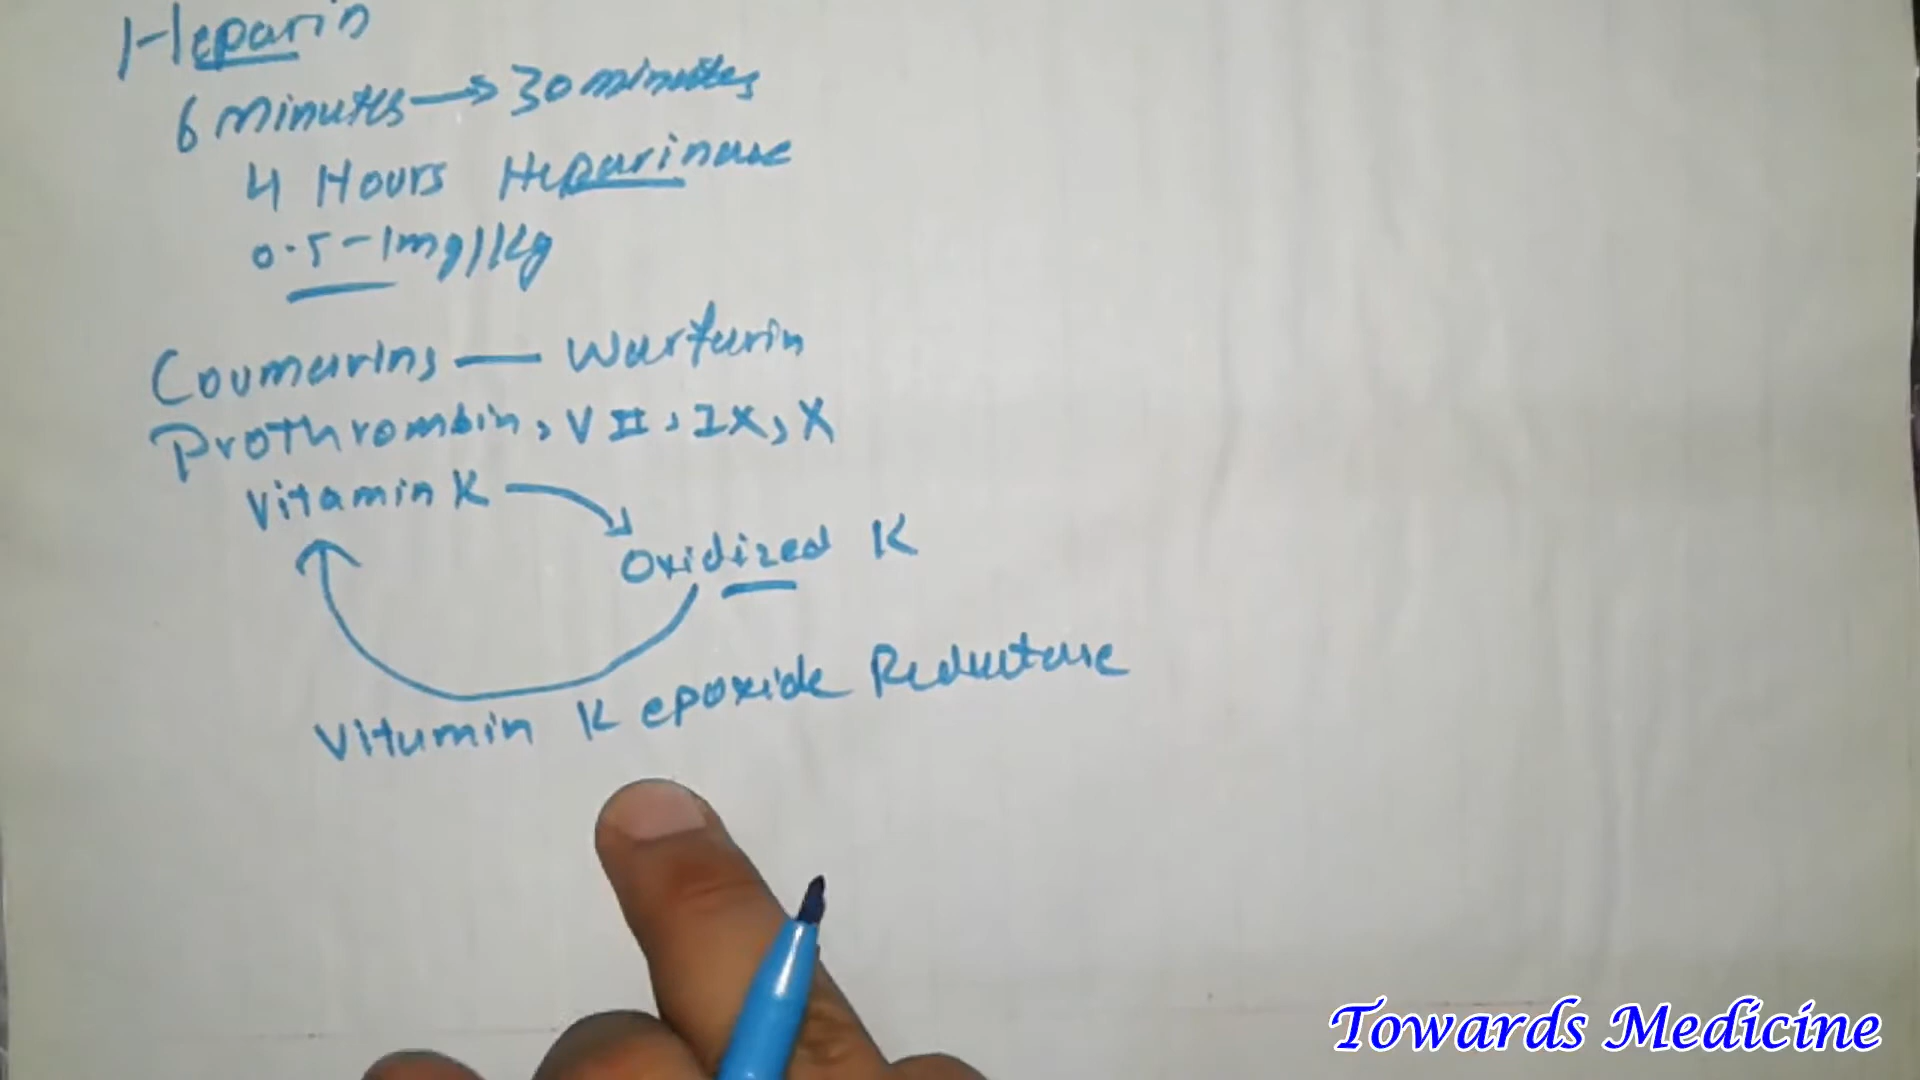 Heparin
6 minutes → 30 minutes
4 Hours Heparinase
0.5-1mg/Kg
Coumarins — Warfarin
Prothrombin, VII, IX, X
Vitamin K
Oxidized K
Vitamin K epoxide Reductase
Towards Medicine